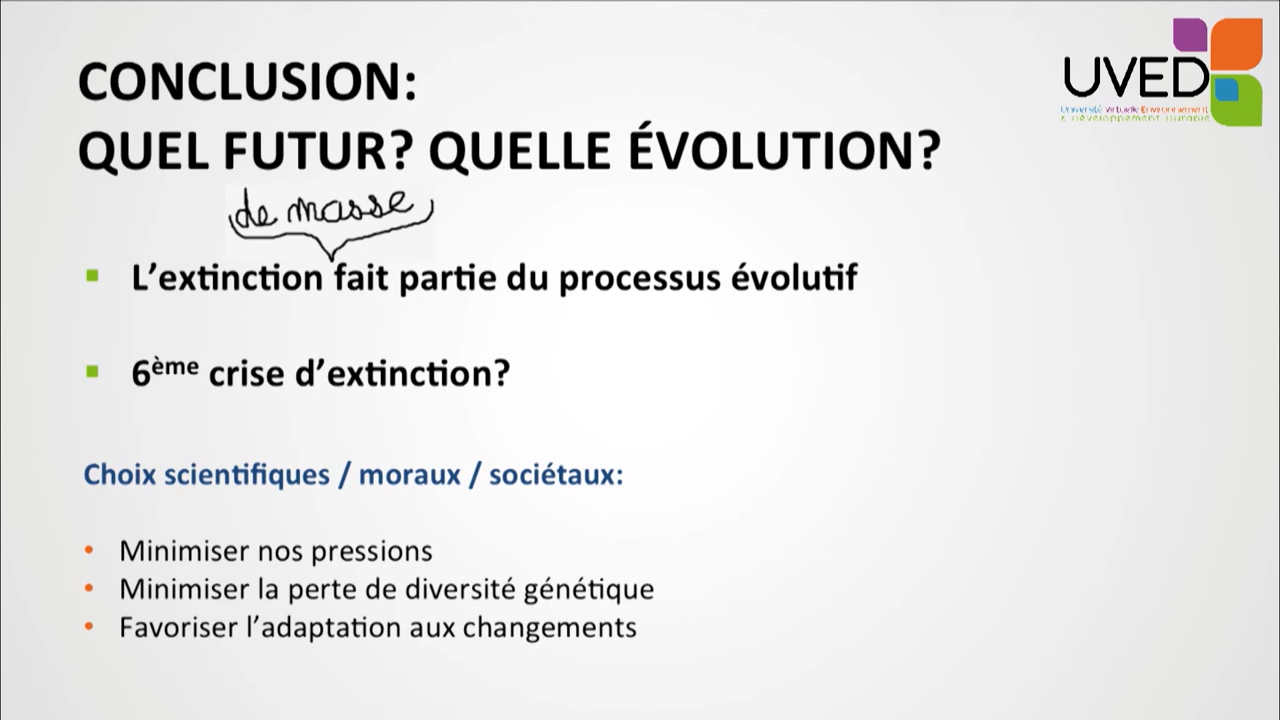 CONCLUSION:
QUEL FUTUR? QUELLE ÉVOLUTION?
UVED
Université Virtuelle Environnement
& Développement Durable
de masse
L’extinction fait partie du processus évolutif
6ème crise d’extinction?
Choix scientifiques / moraux / sociétaux:
Minimiser nos pressions
Minimiser la perte de diversité génétique
Favoriser l’adaptation aux changements